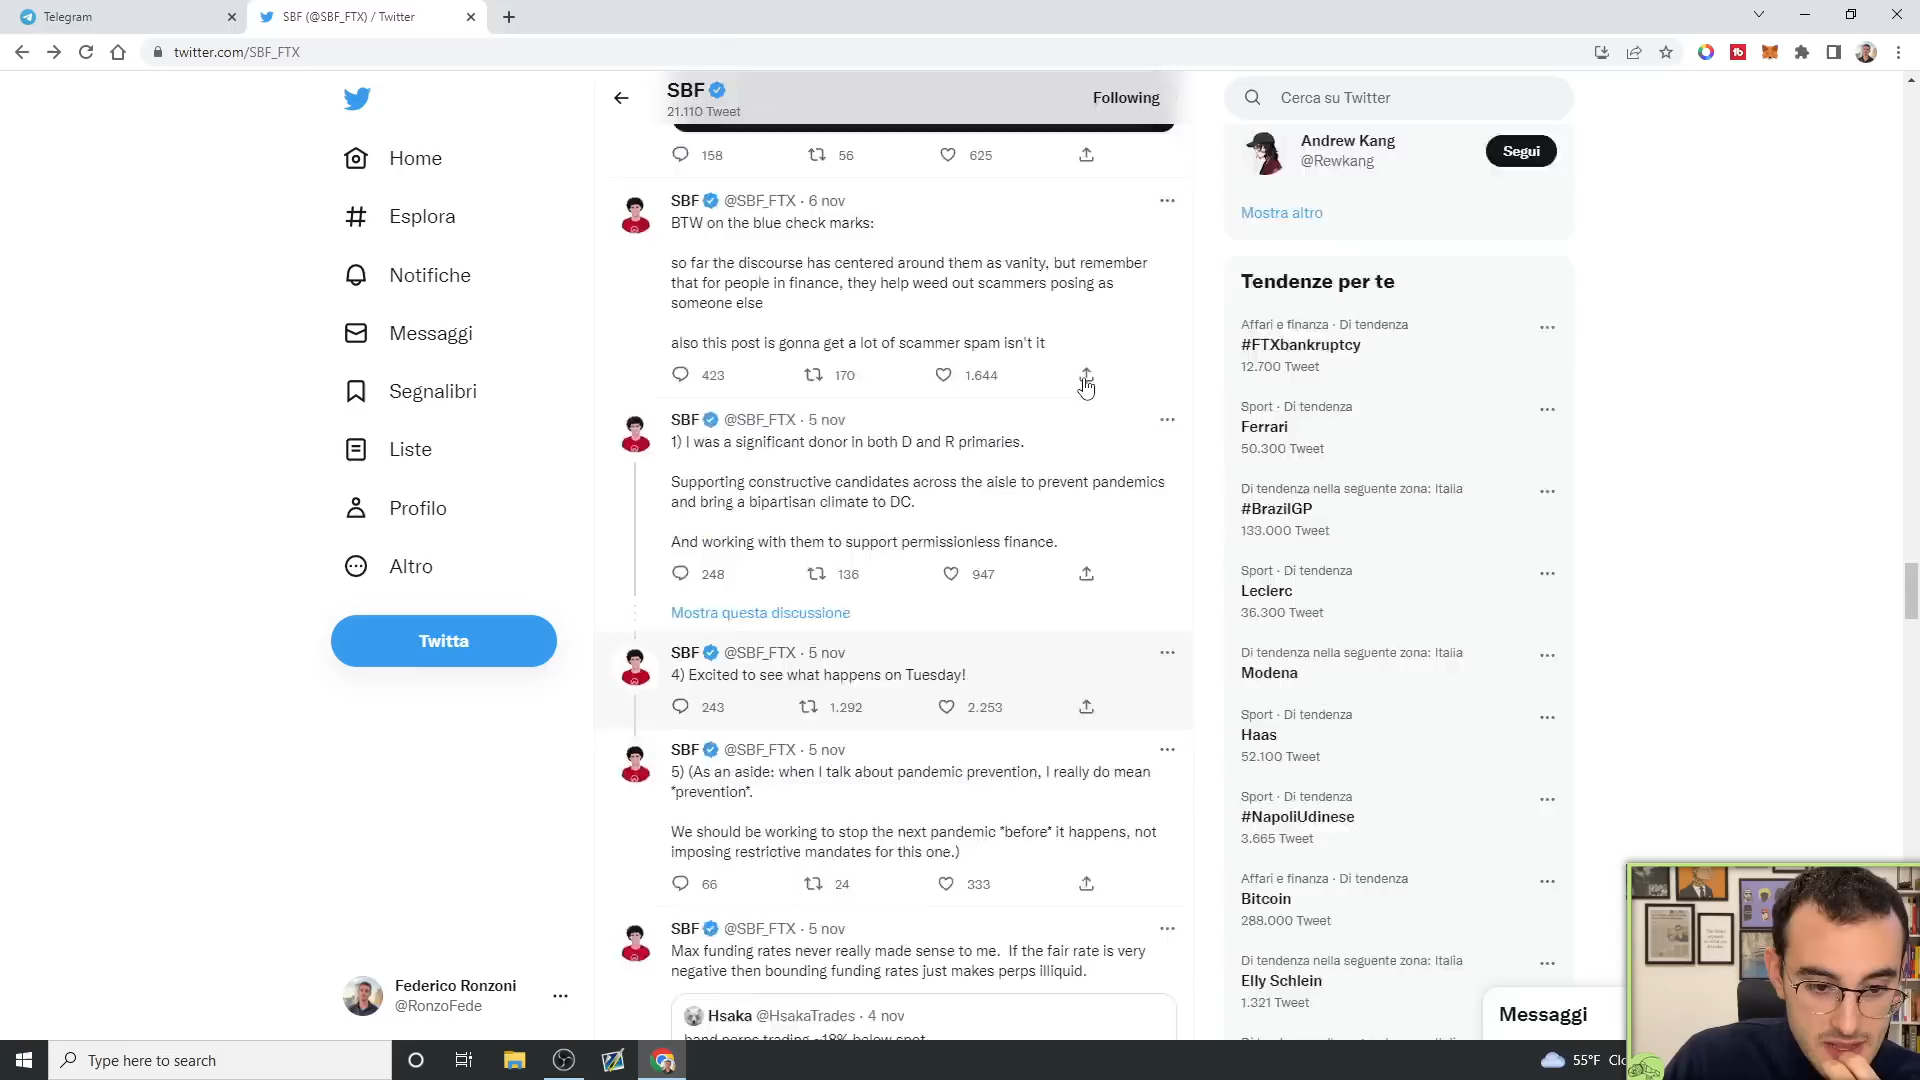 Telegram
SBF (@SBF_FTX) / Twitter
twitter.com/SBF_FTX
Home
Esplora
Notifiche
Messaggi
Segnalibri
Liste
Profilo
Altro
Twitta
Federico Ronzoni
@RonzoFede
SBF
21.110 Tweet
Following
158 56 625
SBF @SBF_FTX · 6 nov
BTW on the blue check marks:
so far the discourse has centered around them as vanity, but remember
that for people in finance, they help weed out scammers posing as
someone else
also this post is gonna get a lot of scammer spam isn't it
423 170 1.644
SBF @SBF_FTX · 5 nov
1) I was a significant donor in both D and R primaries.
Supporting constructive candidates across the aisle to prevent pandemics
and bring a bipartisan climate to DC.
And working with them to support permissionless finance.
248 136 947
Mostra questa discussione
SBF @SBF_FTX · 5 nov
4) Excited to see what happens on Tuesday!
243 1.292 2.253
SBF @SBF_FTX · 5 nov
5) (As an aside: when I talk about pandemic prevention, I really do mean
*prevention*.
We should be working to stop the next pandemic *before* it happens, not
imposing restrictive mandates for this one.)
66 24 333
SBF @SBF_FTX · 5 nov
Max funding rates never really made sense to me.  If the fair rate is very
negative then bounding funding rates just makes perps illiquid.
Hsaka @HsakaTrades · 4 nov
band perps trading ~18% below spot
Cerca su Twitter
Andrew Kang
@Rewkang
Segui
Mostra altro
Tendenze per te
Affari e finanza · Di tendenza
#FTXbankruptcy
12.700 Tweet
Sport · Di tendenza
Ferrari
50.300 Tweet
Di tendenza nella seguente zona: Italia
#BrazilGP
133.000 Tweet
Sport · Di tendenza
Leclerc
36.300 Tweet
Di tendenza nella seguente zona: Italia
Modena
Sport · Di tendenza
Haas
52.100 Tweet
Sport · Di tendenza
#NapoliUdinese
3.665 Tweet
Affari e finanza · Di tendenza
Bitcoin
288.000 Tweet
Di tendenza nella seguente zona: Italia
Elly Schlein
1.321 Tweet
Messaggi
Type here to search
55°F Clo